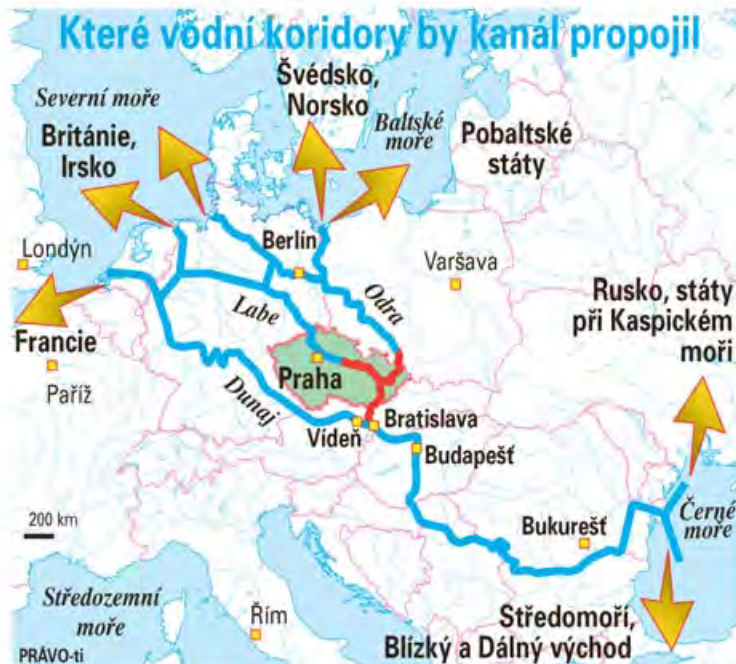 Které vodní koridory by kanál propojil
Švédsko,
Norsko
Severní moře
Baltské
moře
Británie,
Irsko
Pobaltské
státy
Londýn
Berlín
Varšava
Labe
Odra
Rusko, státy
při Kaspickém
moři
Francie
Praha
Paříž
Dunaj
Vídeň
Bratislava
Budapešť
200 km
Bukurešť
Černé
moře
Středozemní
moře
Řím
Středomoří,
Blízký a Dálný východ
PRÁVO-ti